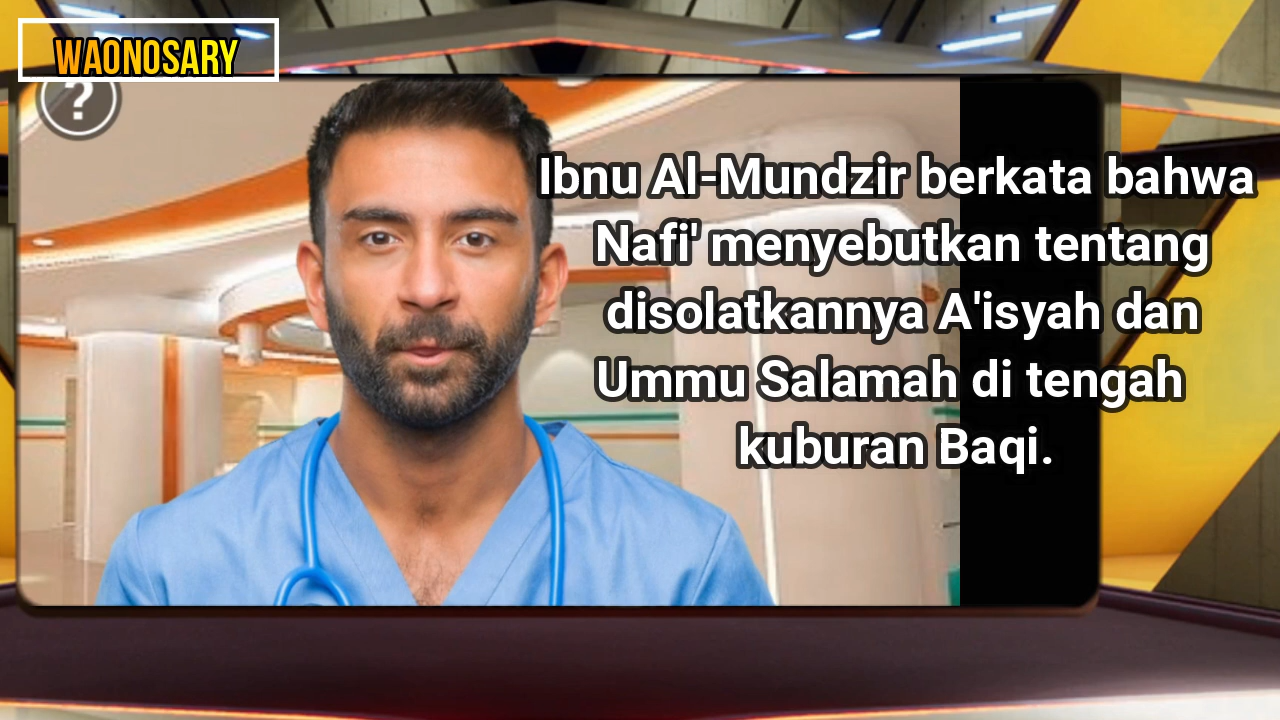 WAONOSARY
?
Ibnu Al-Mundzir berkata bahwa
Nafi' menyebutkan tentang
disolatkannya A'isyah dan
Ummu Salamah di tengah
kuburan Baqi.